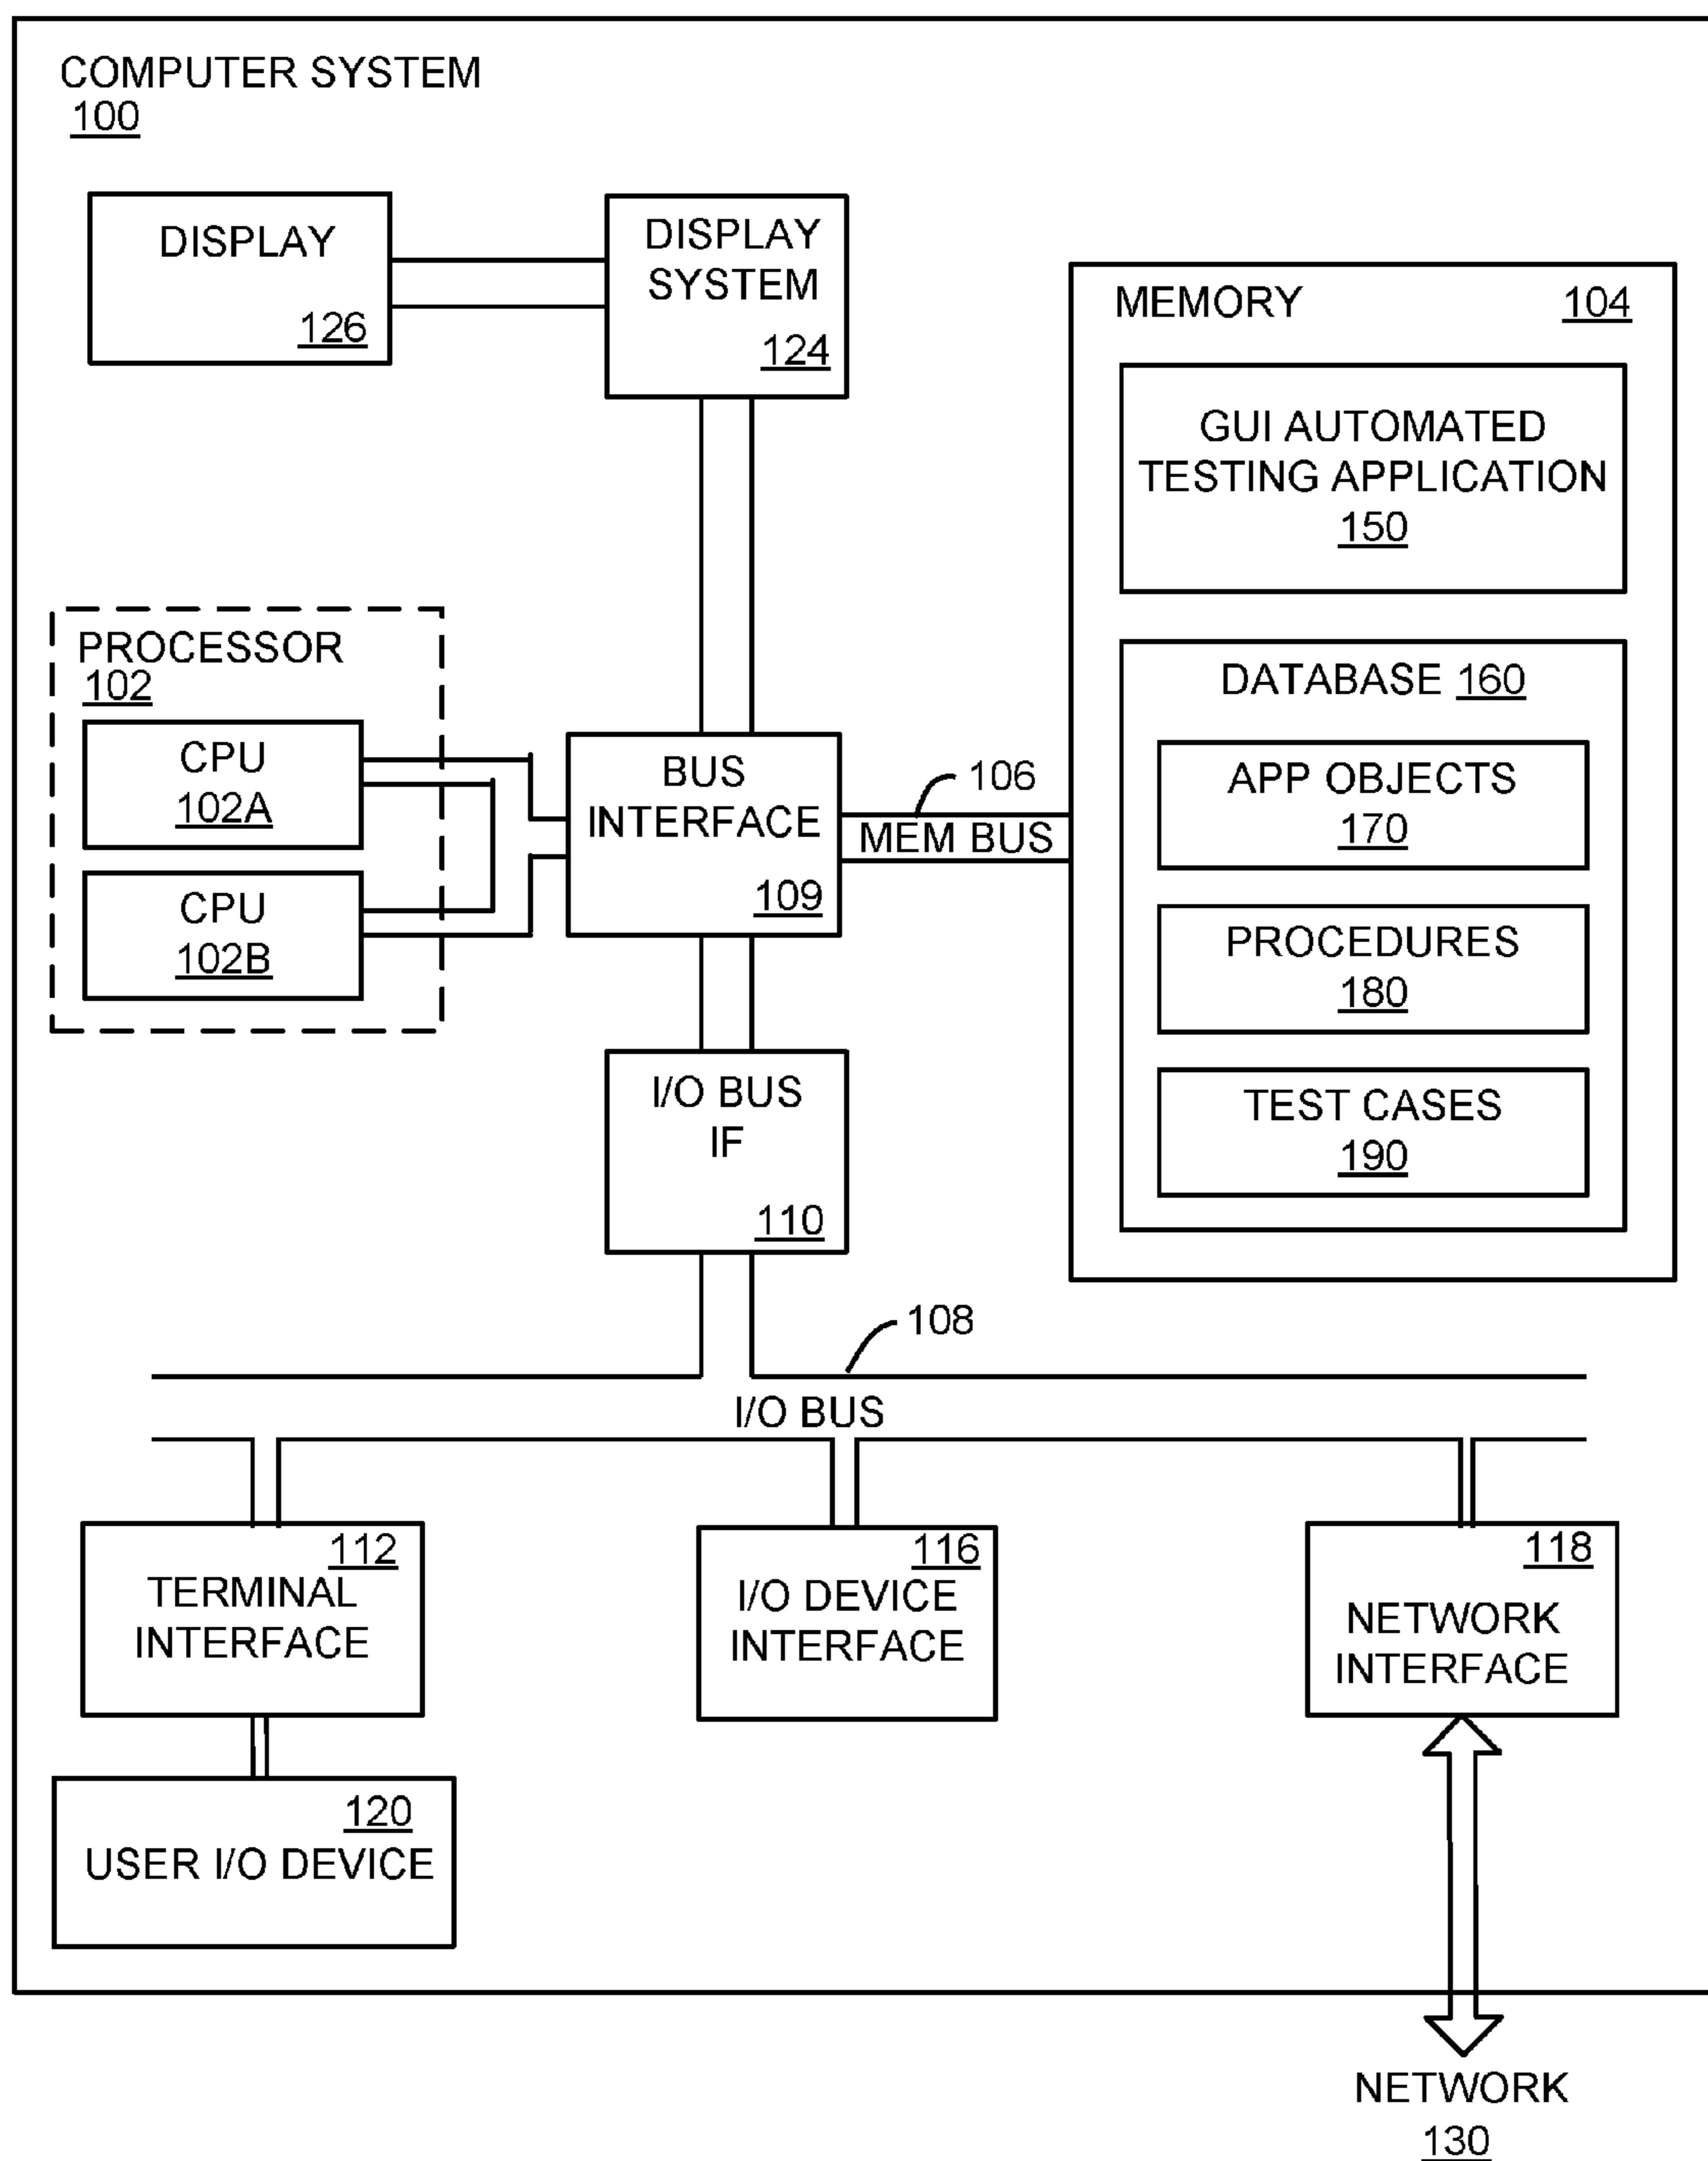 COMPUTER SYSTEM
100
DISPLAY
126
DISPLAY
SYSTEM
124
MEMORY 104
GUI AUTOMATED
TESTING APPLICATION
150
PROCESSOR
102
CPU
102A
CPU
102B
BUS
INTERFACE
109
106
MEM BUS
DATABASE 160
APP OBJECTS
170
PROCEDURES
180
TEST CASES
190
I/O BUS
IF
110
108
I/O BUS
112
TERMINAL
INTERFACE
116
I/O DEVICE
INTERFACE
118
NETWORK
INTERFACE
120
USER I/O DEVICE
NETWORK
130